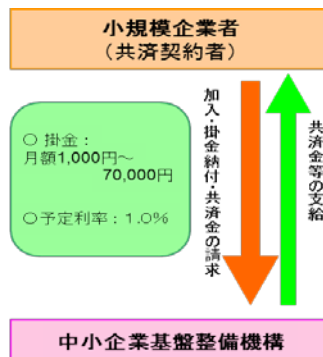 小規模企業者
(共済契約者)
○ 掛金:
月額1,000円～
70,000円
○予定利率:1.0%
加入・掛金納付・共済金の請求
共済金等の支給
中小企業基盤整備機構